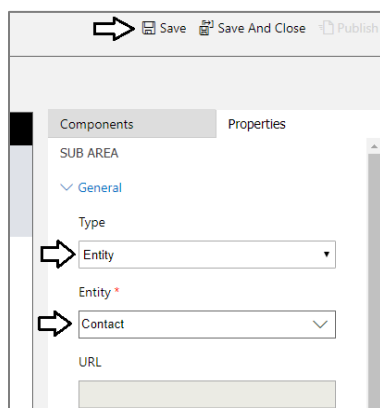 Save Save And Close Publish
Components Properties
SUB AREA
General
Type
Entity
Entity *
Contact
URL